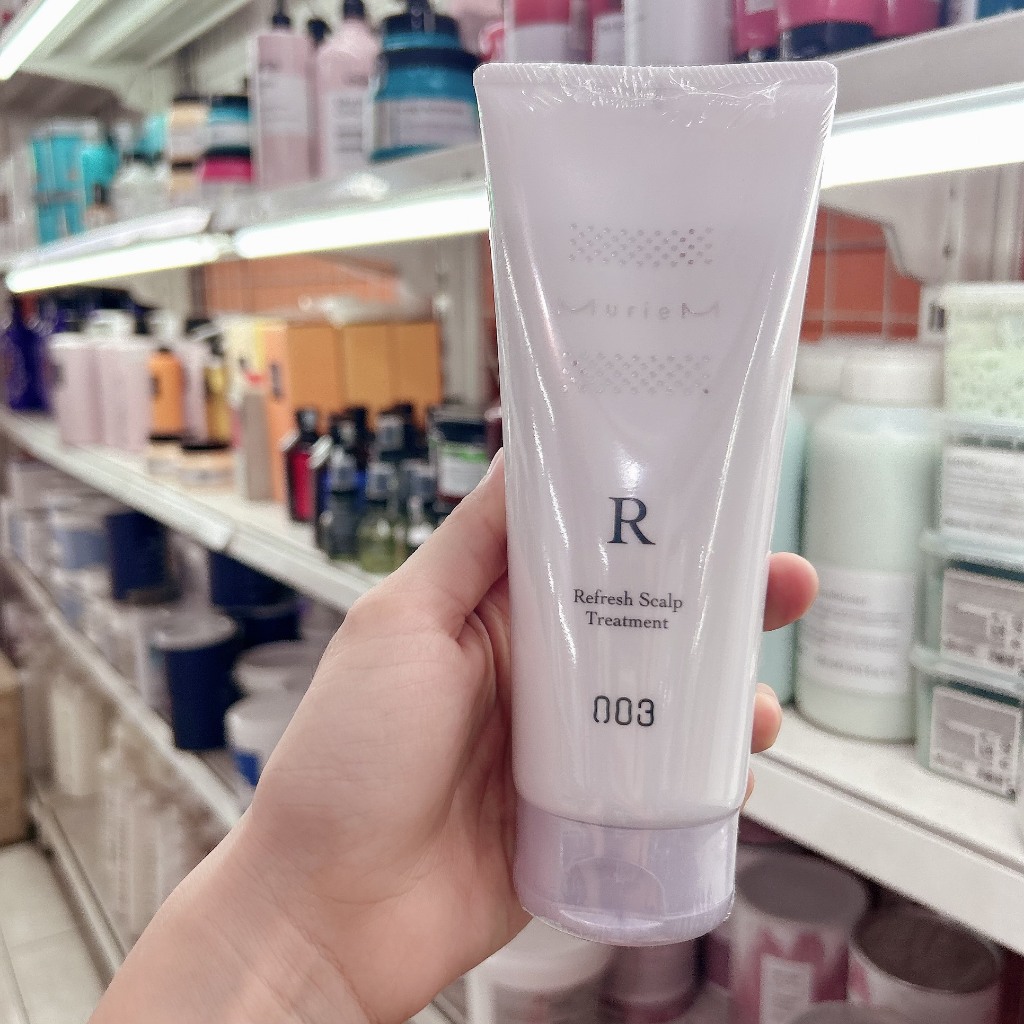 MurieM
R
Refresh Scalp
Treatment
003